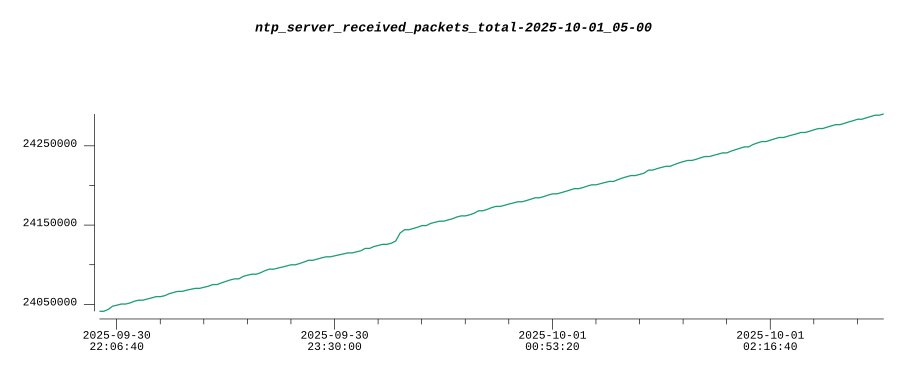 ntp_server_received_packets_total-2025-10-01_05-00
24250000
24150000
24050000
2025-09-30 2025-09-30 2025-10-01 2025-10-01
22:06:40 23:30:00 00:53:20 02:16:40